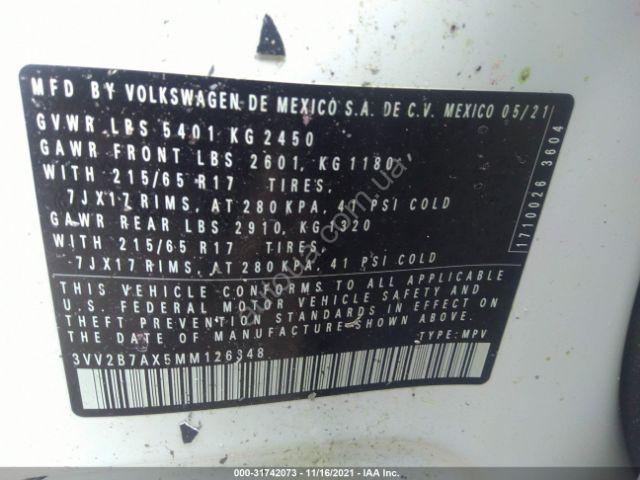 MFD BY VOLKSWAGEN DE MEXICO S.A. DE C.V. MEXICO 05/21
GVWR LBS 5401 KG 2450
GAWR FRONT LBS 2601, KG 1180
WITH 215/65 R17 TIRES,
7JX17 RIMS, AT 280 KPA, 41 PSI COLD
GAWR REAR LBS 2910, KG 1320
WITH 215/65 R17 TIRES,
7JX17 RIMS, AT 280 KPA, 41 PSI COLD
THIS VEHICLE CONFORMS TO ALL APPLICABLE
U.S. FEDERAL MOTOR VEHICLE SAFETY AND
THEFT PREVENTION STANDARDS IN EFFECT ON
THE DATE OF MANUFACTURE SHOWN ABOVE.
3VV2B7AX5MM126348 TYPE: MPV
1710026 3604
autoua.com.ua
000-31742073 - 11/16/2021 - IAA Inc.